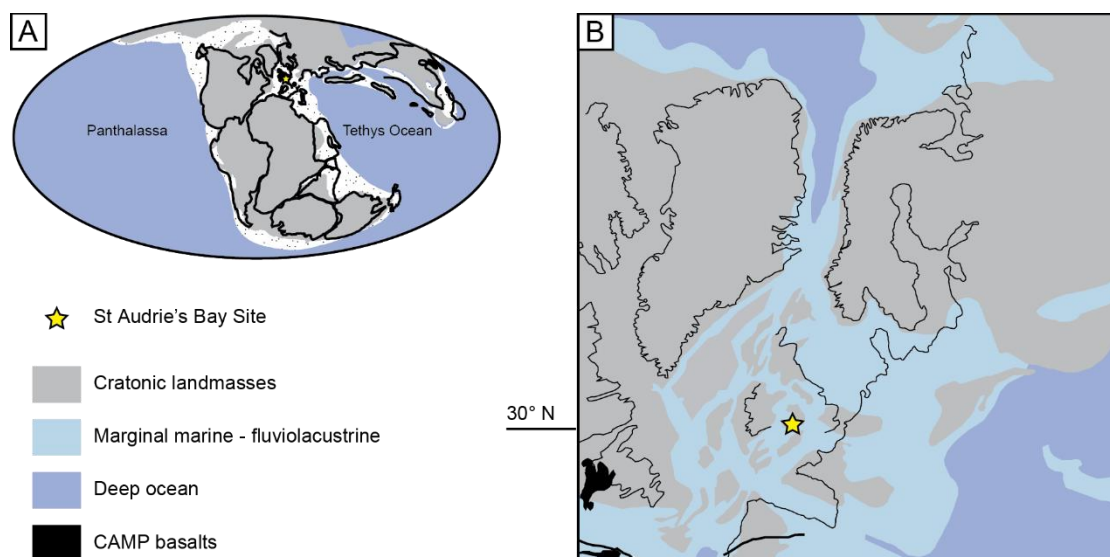 A
Panthalassa
Tethys Ocean
St Audrie's Bay Site
Cratonic landmasses
Marginal marine - fluviolacustrine
Deep ocean
CAMP basalts
B
30° N